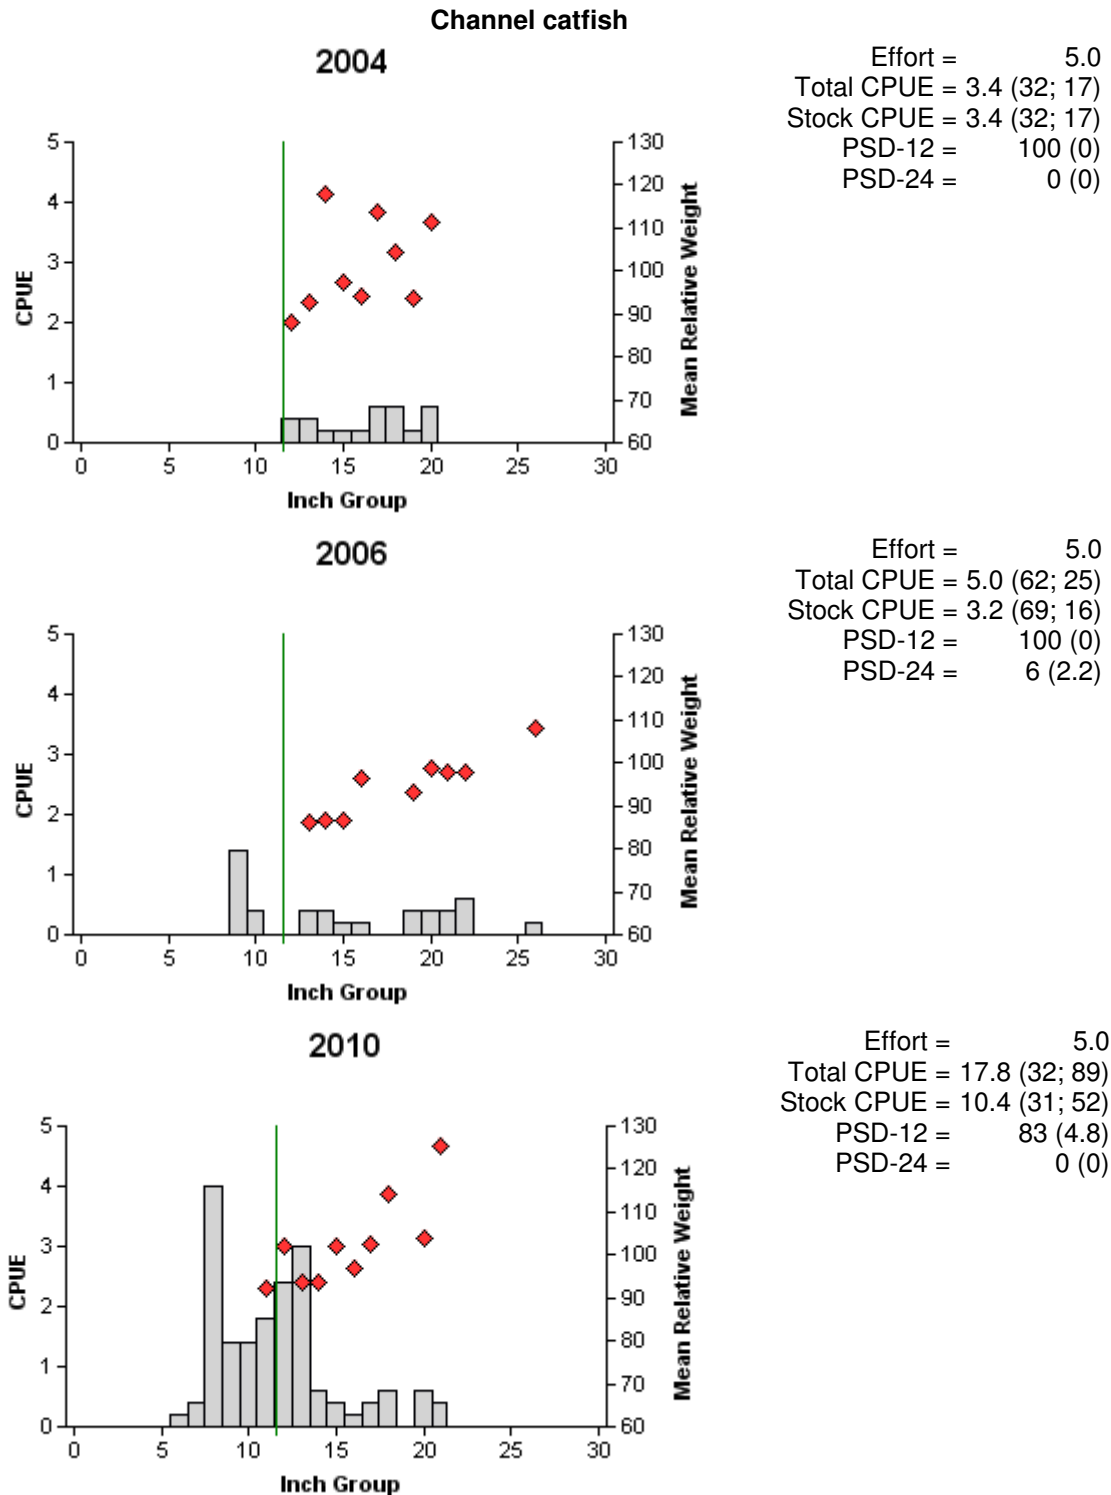 Channel catfish
2004
Effort = 5.0
Total CPUE = 3.4 (32; 17)
Stock CPUE = 3.4 (32; 17)
PSD-12 = 100 (0)
PSD-24 = 0 (0)
5
4
3
2
1
0
CPUE
130
120
110
100
90
80
70
60
Mean Relative Weight
0 5 10 15 20 25 30
Inch Group
2006
Effort = 5.0
Total CPUE = 5.0 (62; 25)
Stock CPUE = 3.2 (69; 16)
PSD-12 = 100 (0)
PSD-24 = 6 (2.2)
5
4
3
2
1
0
CPUE
130
120
110
100
90
80
70
60
Mean Relative Weight
0 5 10 15 20 25 30
Inch Group
2010
Effort = 5.0
Total CPUE = 17.8 (32; 89)
Stock CPUE = 10.4 (31; 52)
PSD-12 = 83 (4.8)
PSD-24 = 0 (0)
5
4
3
2
1
0
CPUE
130
120
110
100
90
80
70
60
Mean Relative Weight
0 5 10 15 20 25 30
Inch Group